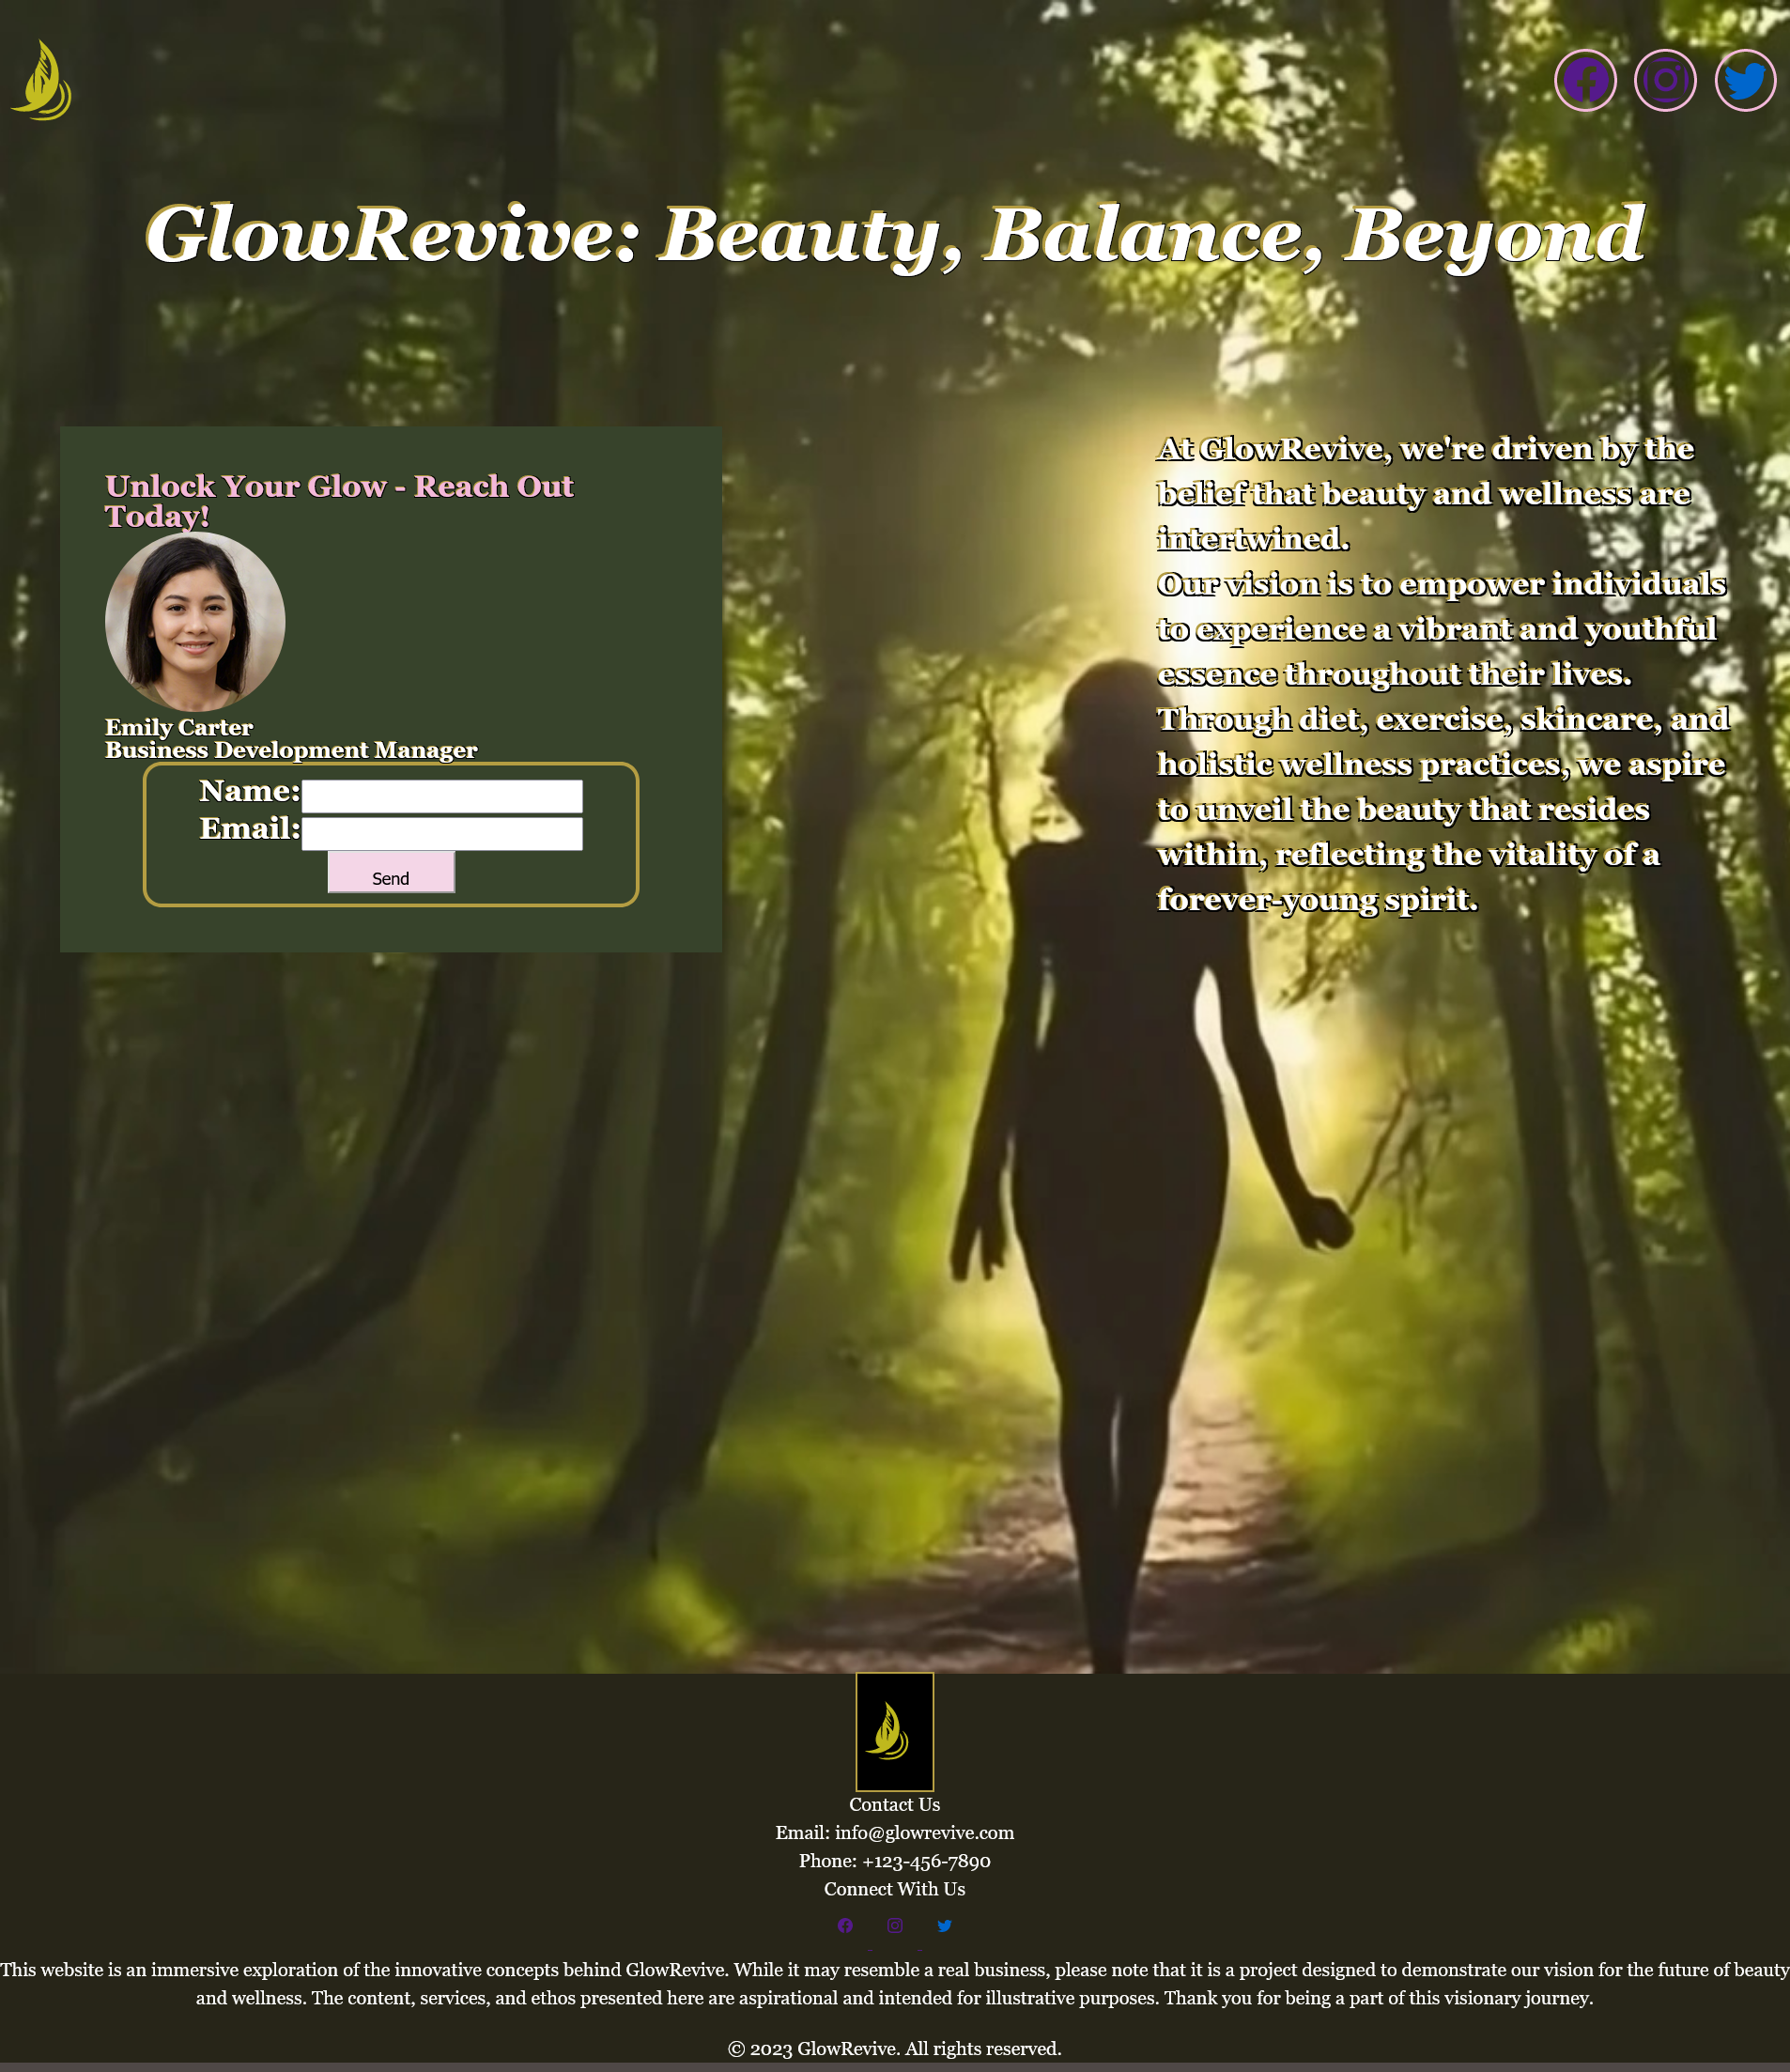 GlowRevive: Beauty, Balance, Beyond
Unlock Your Glow - Reach Out
Today!
Emily Carter
Business Development Manager
Name:
Email:
Send
At GlowRevive, we're driven by the
belief that beauty and wellness are
intertwined.
Our vision is to empower individuals
to experience a vibrant and youthful
essence throughout their lives.
Through diet, exercise, skincare, and
holistic wellness practices, we aspire
to unveil the beauty that resides
within, reflecting the vitality of a
forever-young spirit.
Contact Us
Email: info@glowrevive.com
Phone: +123-456-7890
Connect With Us
This website is an immersive exploration of the innovative concepts behind GlowRevive. While it may resemble a real business, please note that it is a project designed to demonstrate our vision for the future of beauty
and wellness. The content, services, and ethos presented here are aspirational and intended for illustrative purposes. Thank you for being a part of this visionary journey.
© 2023 GlowRevive. All rights reserved.